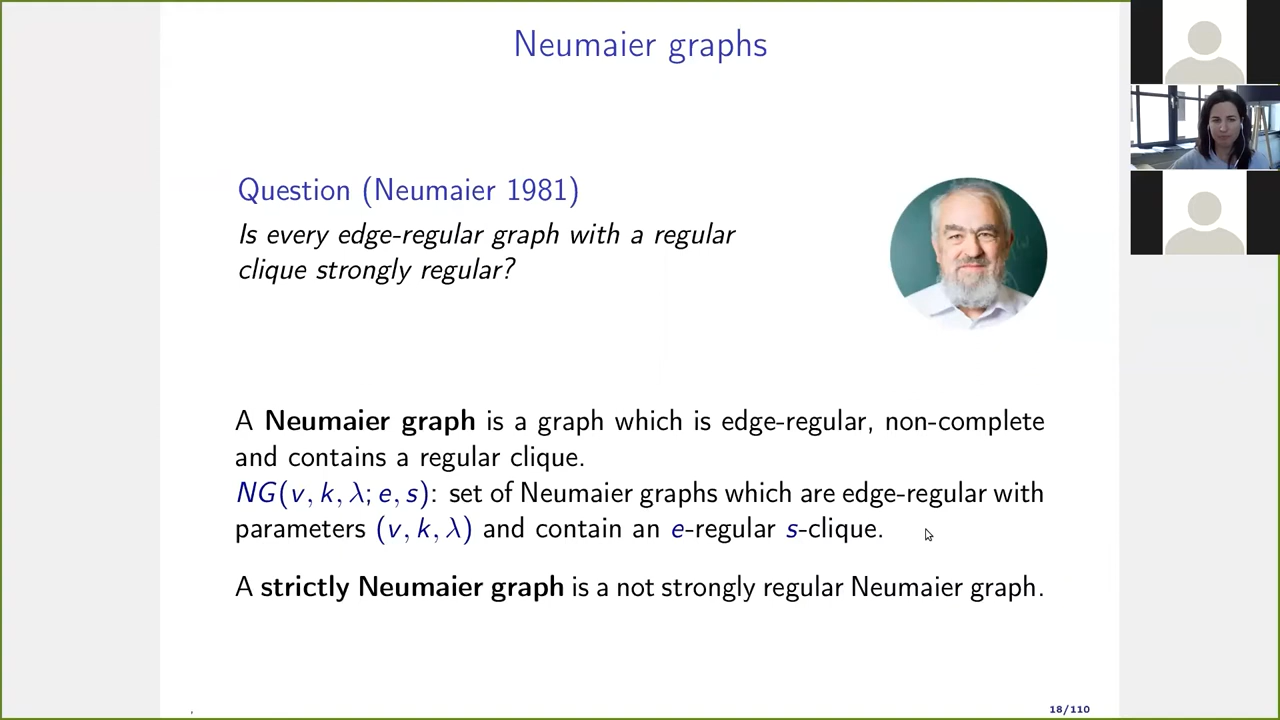 Neumaier graphs
Question (Neumaier 1981)
Is every edge-regular graph with a regular
clique strongly regular?
A Neumaier graph is a graph which is edge-regular, non-complete
and contains a regular clique.
NG(v, k, λ; e, s): set of Neumaier graphs which are edge-regular with
parameters (v, k, λ) and contain an e-regular s-clique.
A strictly Neumaier graph is a not strongly regular Neumaier graph.
18/110